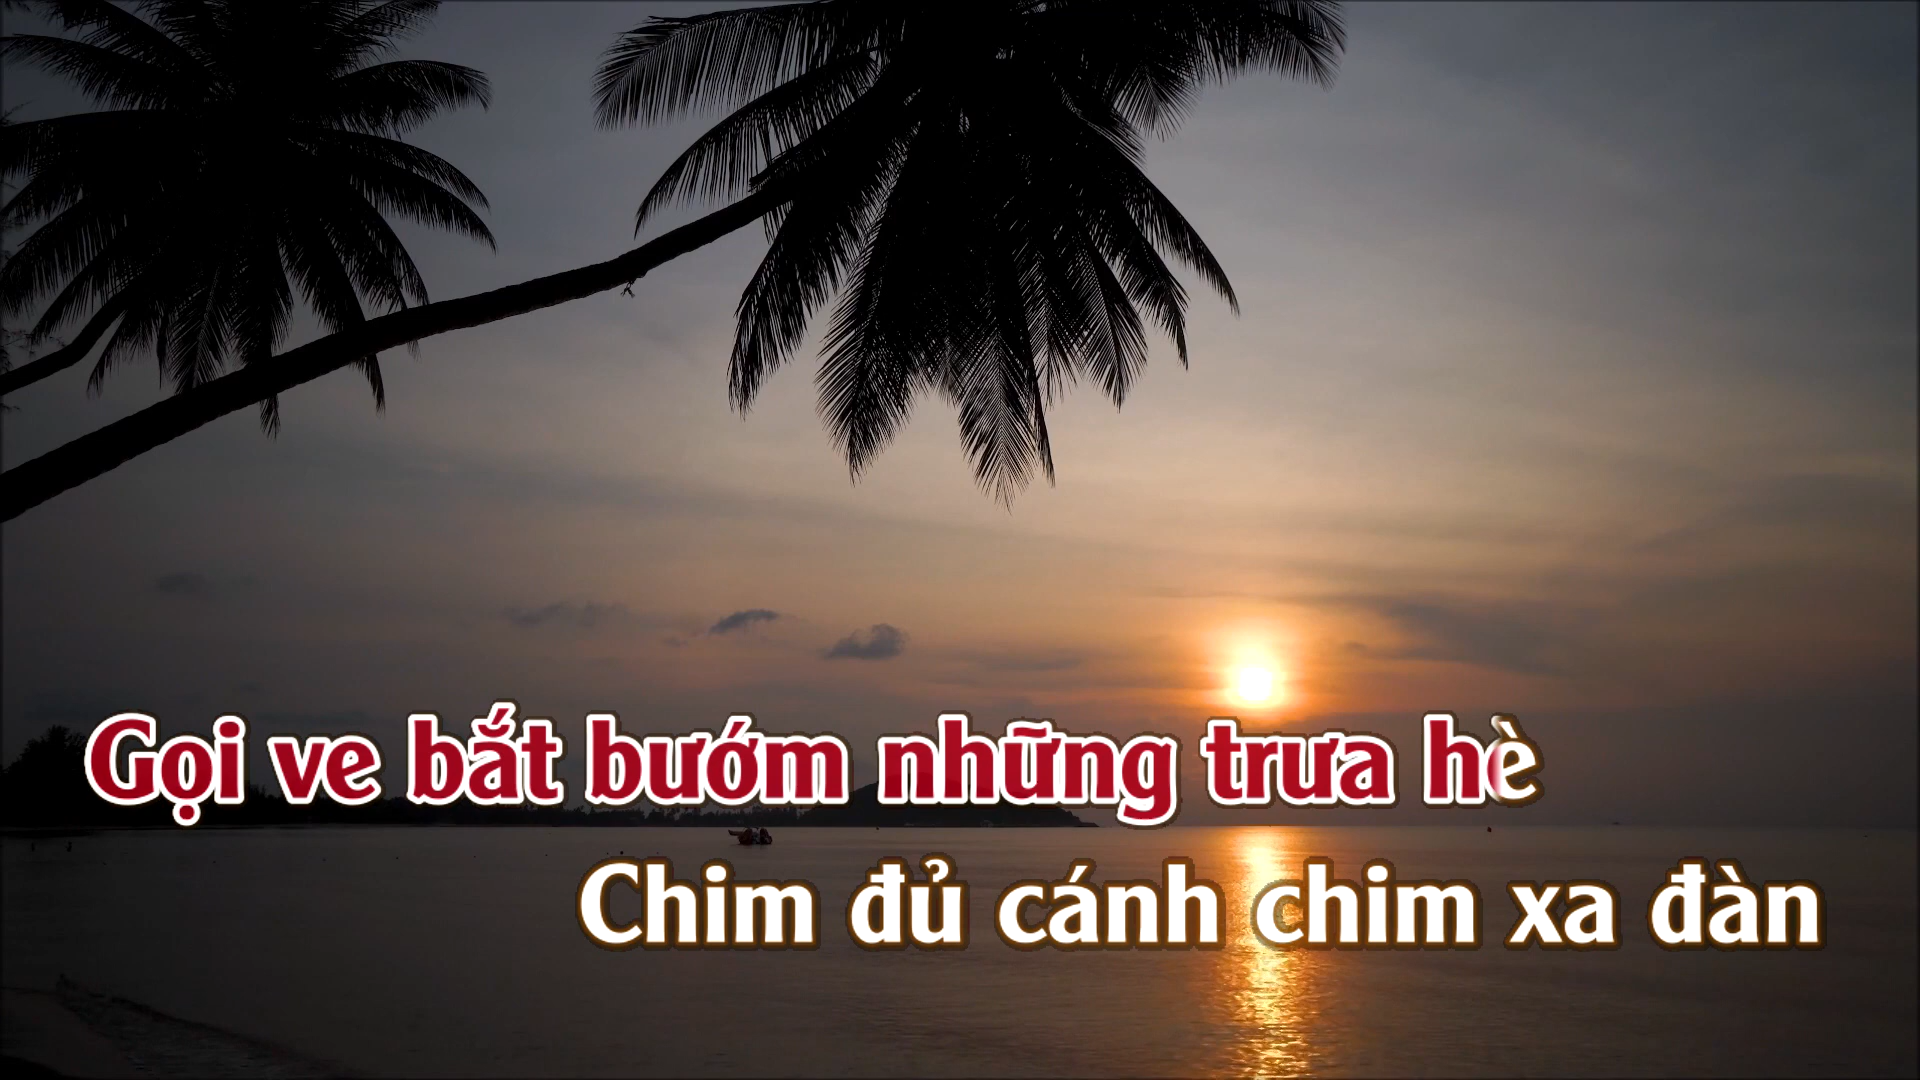 Gọi ve bắt bướm những trưa hè
Chim đủ cánh chim xa đàn